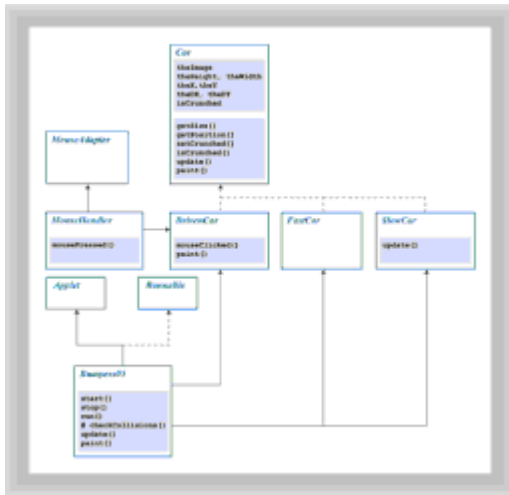 Car
theImage
theHeight, theWidth
theX, theY
theDX, theDY
isCrunched
getSize()
getPosition()
setCrunched()
isCrunched()
update()
paint()
MouseAdapter
MouseHandler
mousePressed()
DrivenCar
mouseClicked()
paint()
FastCar
SlowCar
update()
Applet
Runnable
start()
stop()
run()
# checkCollisions()
update()
paint()